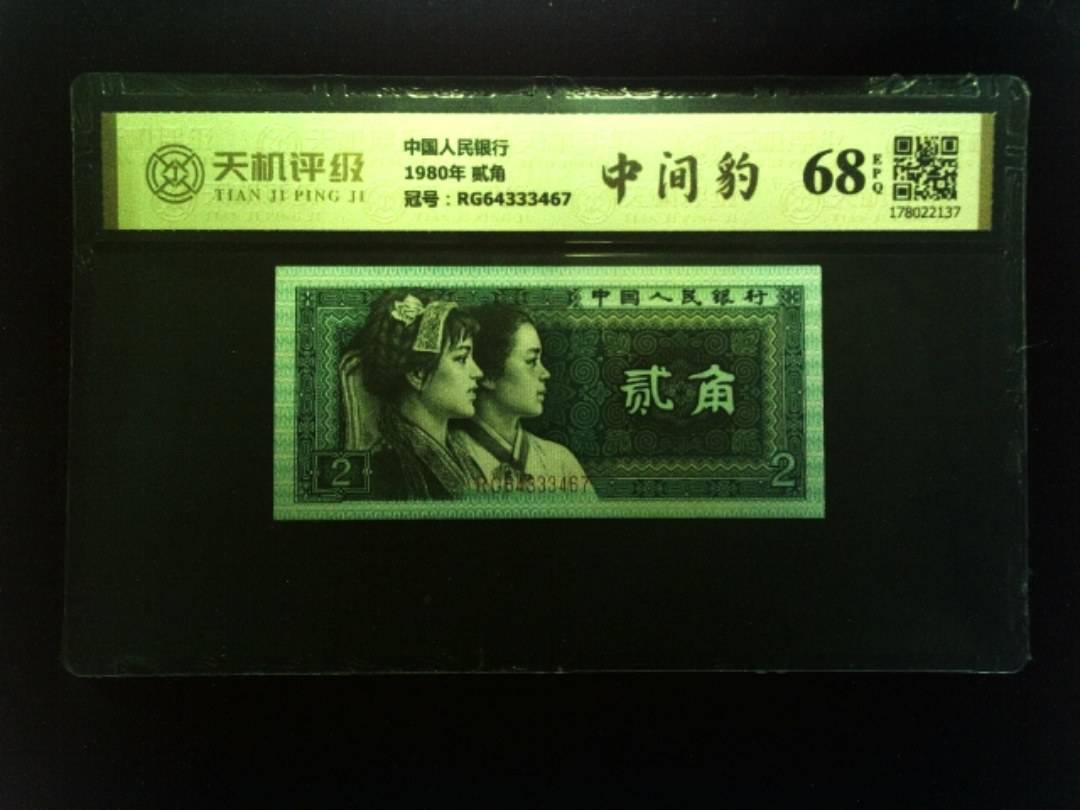 天机评级
TIAN JI PING JI
中国人民银行
1980年 贰角
冠号：RG64333467
中间豹
68
EPQ
178022137
中国人民银行
贰角
2
RG64333467
2